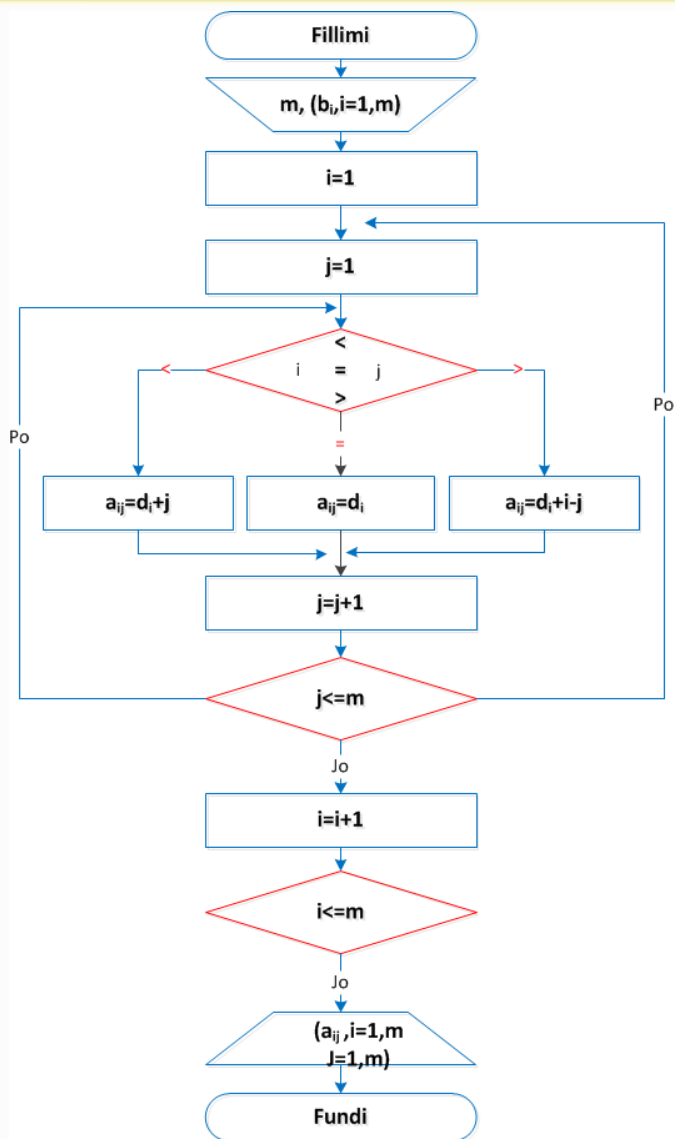 Fillimi
m, (bᵢ,i=1,m)
i=1
j=1
<
i = j
>
< >
=
Po
Po
aᵢⱼ=dᵢ+j aᵢⱼ=dᵢ aᵢⱼ=dᵢ+i-j
j=j+1
j<=m
Jo
i=i+1
i<=m
Jo
(aᵢⱼ ,i=1,m
J=1,m)
Fundi